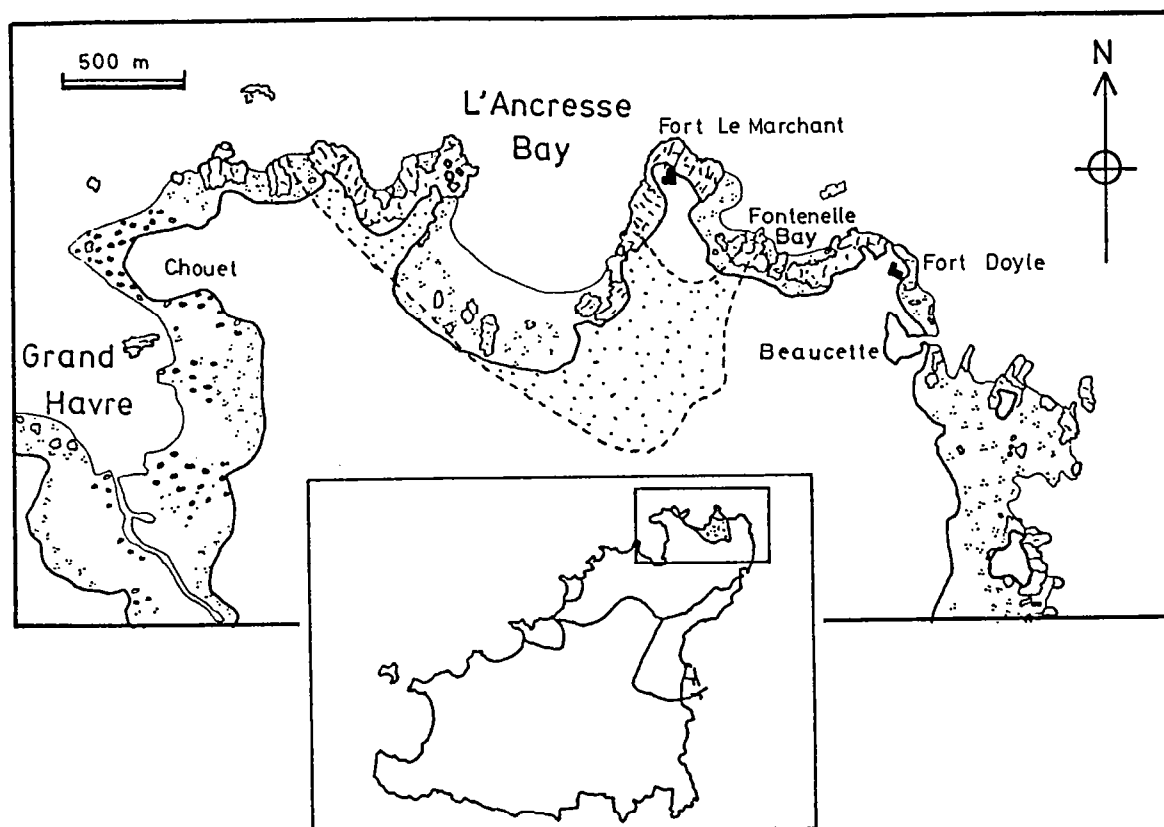 500 m
N
L'Ancresse
Bay
Fort Le Marchant
Fontenelle
Bay
Fort Doyle
Chouet
Beaucette
Grand
Havre